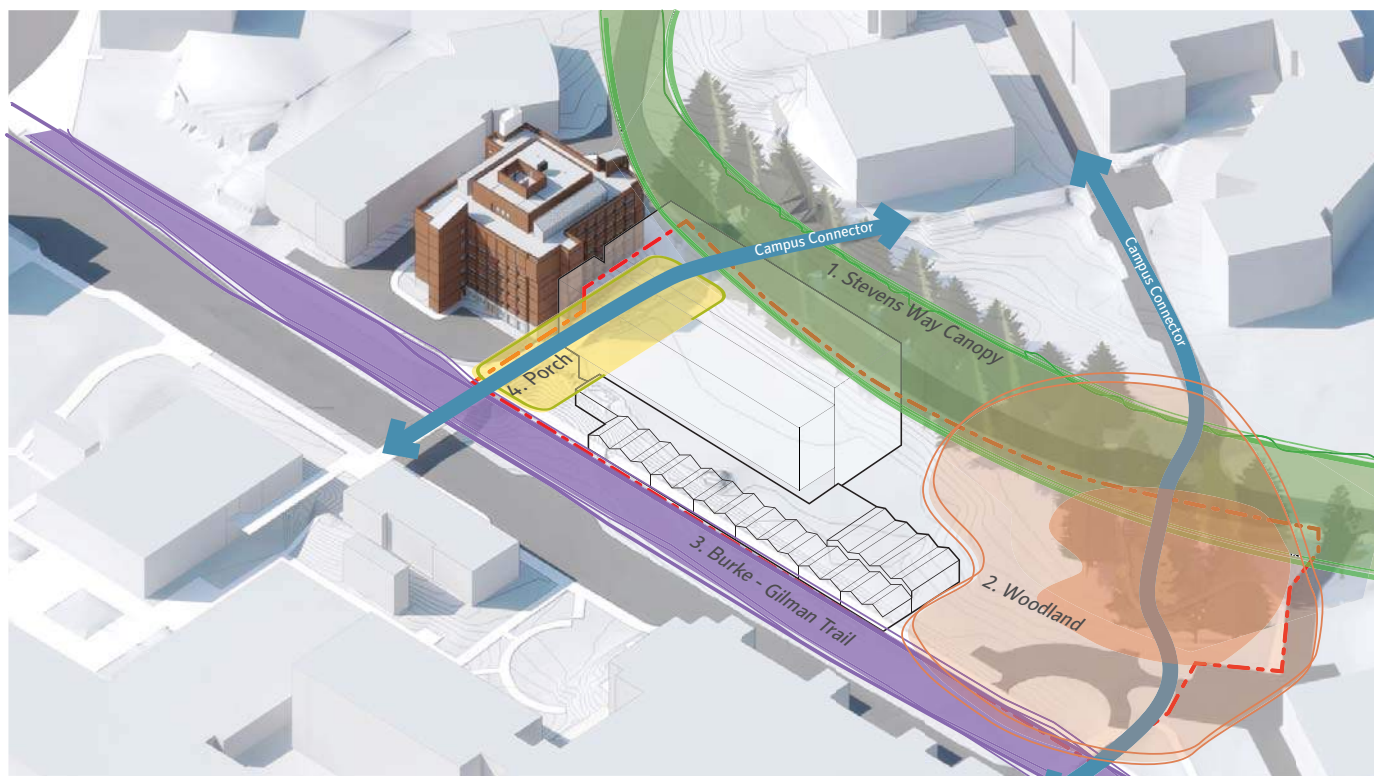 Campus Connector
Campus Connector
1. Stevens Way Canopy
4. Porch
2. Woodland
3. Burke - Gilman Trail